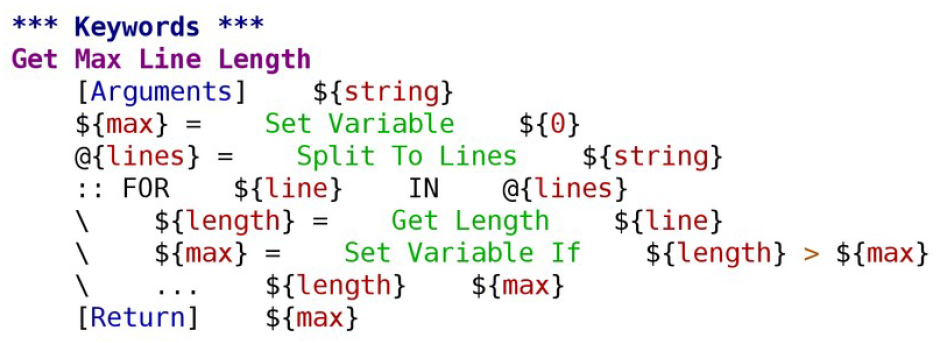 *** Keywords ***
Get Max Line Length
    [Arguments]    ${string}
    ${max} =    Set Variable    ${0}
    @{lines} =    Split To Lines    ${string}
    :: FOR    ${line}    IN    @{lines}
    \    ${length} =    Get Length    ${line}
    \    ${max} =    Set Variable If    ${length} > ${max}
    \    ...    ${length}    ${max}
    [Return]    ${max}